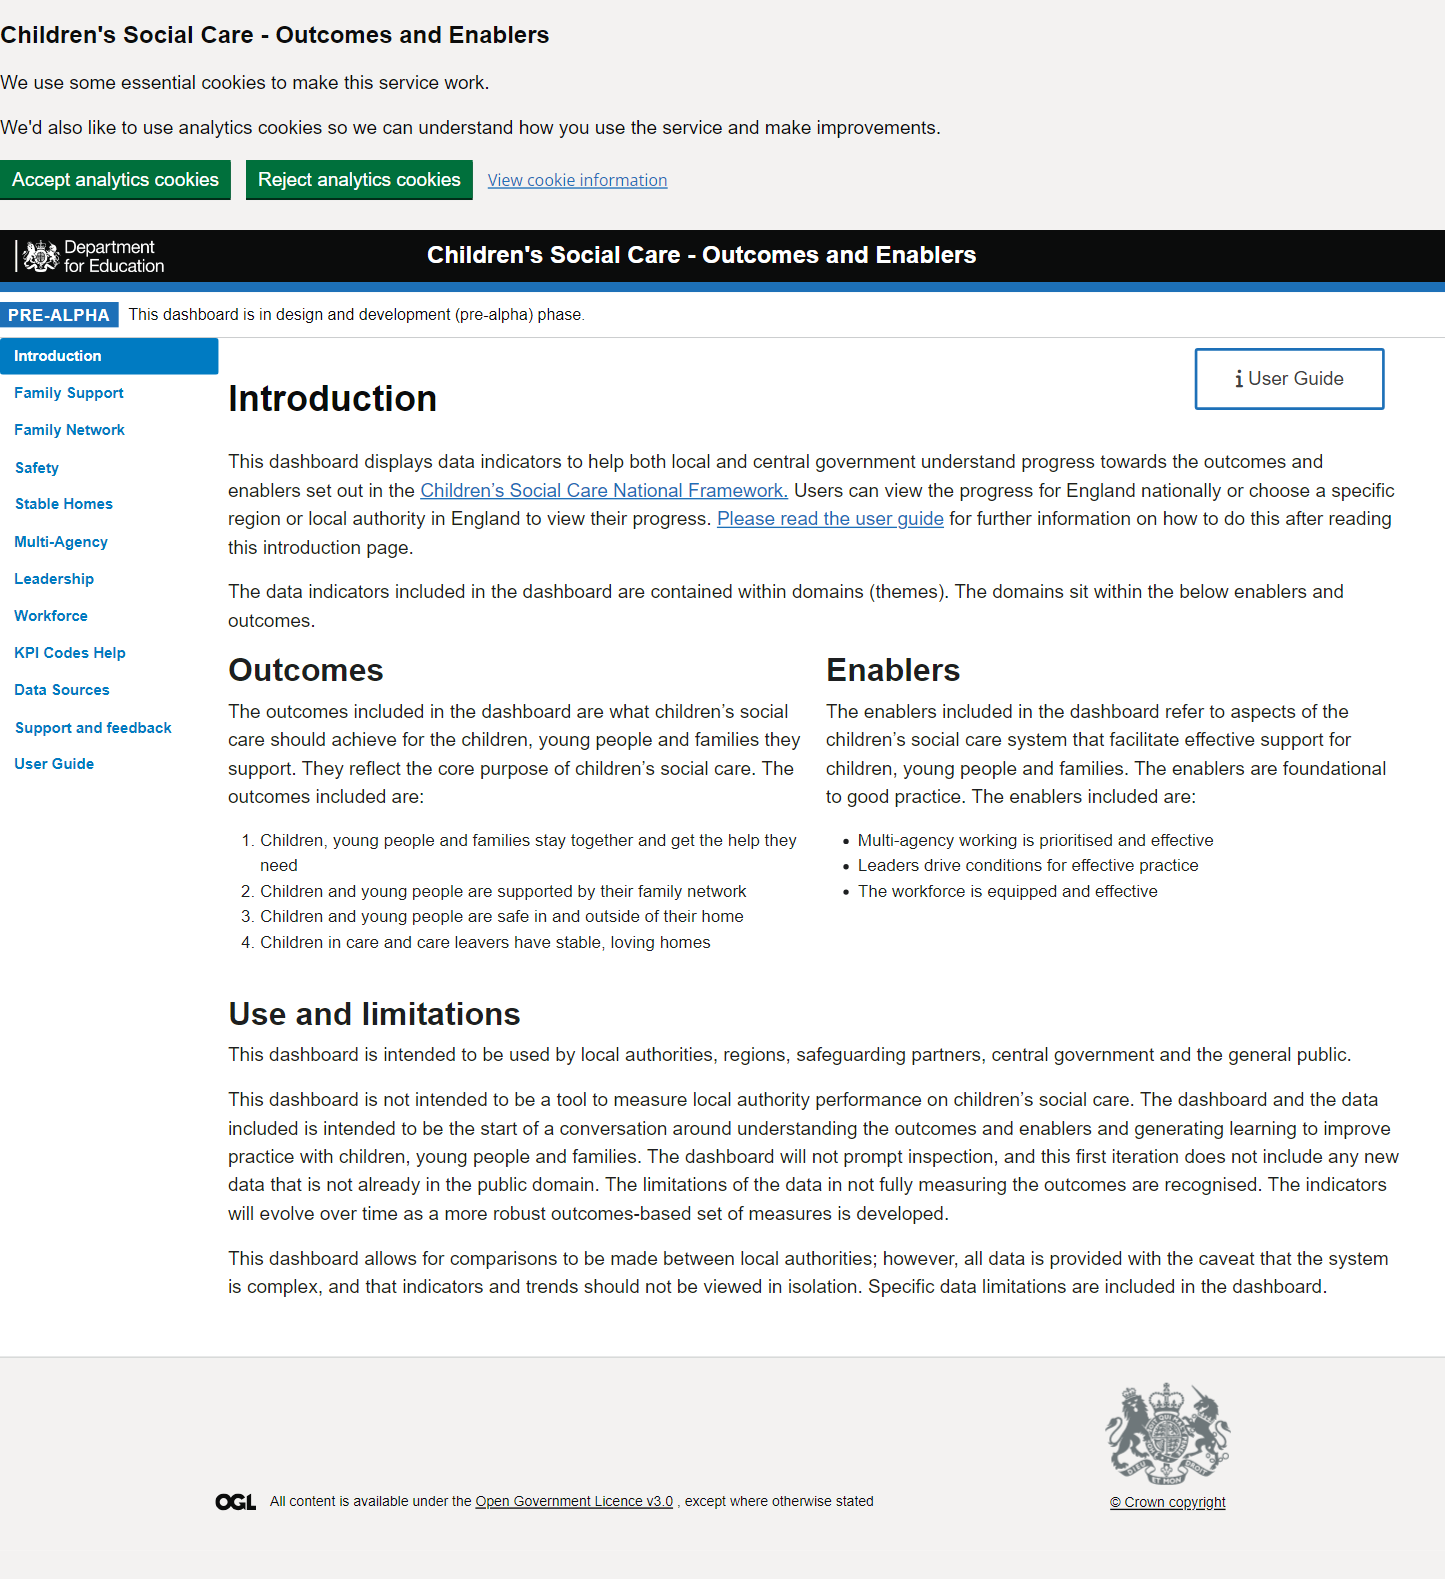 Children's Social Care - Outcomes and Enablers
We use some essential cookies to make this service work.
We'd also like to use analytics cookies so we can understand how you use the service and make improvements.
Accept analytics cookies Reject analytics cookies View cookie information
Department
for Education
Children's Social Care - Outcomes and Enablers
PRE-ALPHA This dashboard is in design and development (pre-alpha) phase.
Introduction
Family Support
Family Network
Safety
Stable Homes
Multi-Agency
Leadership
Workforce
KPI Codes Help
Data Sources
Support and feedback
User Guide
Introduction
User Guide
This dashboard displays data indicators to help both local and central government understand progress towards the outcomes and
enablers set out in the Children’s Social Care National Framework. Users can view the progress for England nationally or choose a specific
region or local authority in England to view their progress. Please read the user guide for further information on how to do this after reading
this introduction page.
The data indicators included in the dashboard are contained within domains (themes). The domains sit within the below enablers and
outcomes.
Outcomes
The outcomes included in the dashboard are what children’s social
care should achieve for the children, young people and families they
support. They reflect the core purpose of children’s social care. The
outcomes included are:
1. Children, young people and families stay together and get the help they
need
2. Children and young people are supported by their family network
3. Children and young people are safe in and outside of their home
4. Children in care and care leavers have stable, loving homes
Enablers
The enablers included in the dashboard refer to aspects of the
children’s social care system that facilitate effective support for
children, young people and families. The enablers are foundational
to good practice. The enablers included are:
• Multi-agency working is prioritised and effective
• Leaders drive conditions for effective practice
• The workforce is equipped and effective
Use and limitations
This dashboard is intended to be used by local authorities, regions, safeguarding partners, central government and the general public.
This dashboard is not intended to be a tool to measure local authority performance on children’s social care. The dashboard and the data
included is intended to be the start of a conversation around understanding the outcomes and enablers and generating learning to improve
practice with children, young people and families. The dashboard will not prompt inspection, and this first iteration does not include any new
data that is not already in the public domain. The limitations of the data in not fully measuring the outcomes are recognised. The indicators
will evolve over time as a more robust outcomes-based set of measures is developed.
This dashboard allows for comparisons to be made between local authorities; however, all data is provided with the caveat that the system
is complex, and that indicators and trends should not be viewed in isolation. Specific data limitations are included in the dashboard.
OGL All content is available under the Open Government Licence v3.0 , except where otherwise stated
© Crown copyright